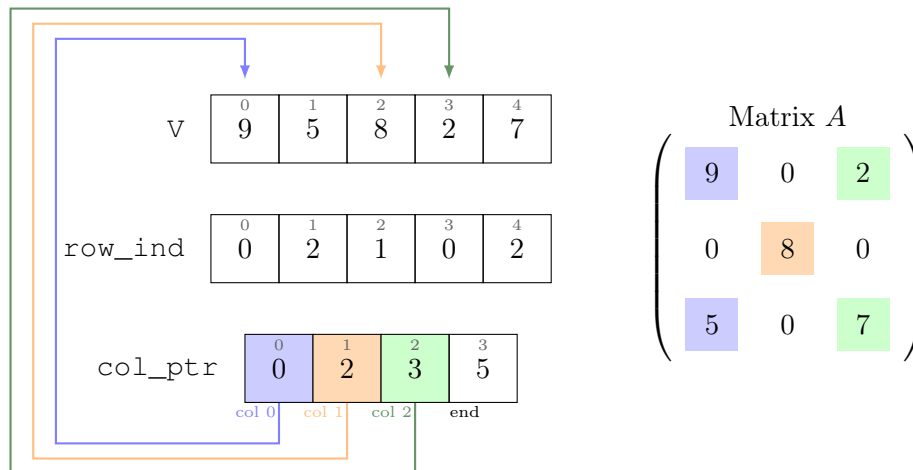 0 1 2 3 4
V 9 5 8 2 7
0 1 2 3 4
row_ind 0 2 1 0 2
0 1 2 3
col_ptr 0 2 3 5
col 0 col 1 col 2 end
Matrix A
9 0 2
0 8 0
5 0 7